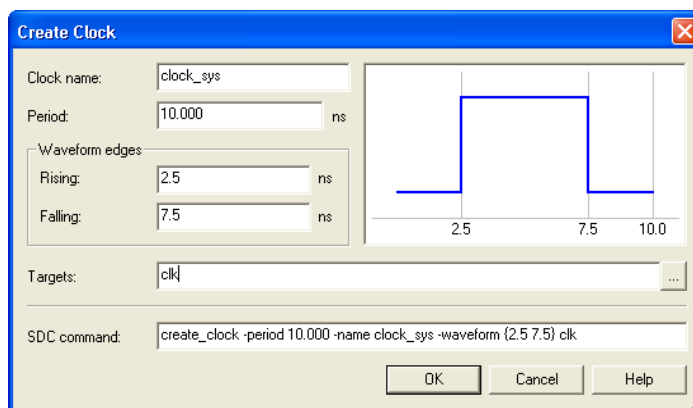 Create Clock
Clock name: clock_sys
Period: 10.000 ns
Waveform edges
Rising: 2.5 ns
Falling: 7.5 ns
2.5 7.5 10.0
Targets: clk ...
SDC command: create_clock -period 10.000 -name clock_sys -waveform {2.5 7.5} clk
OK Cancel Help